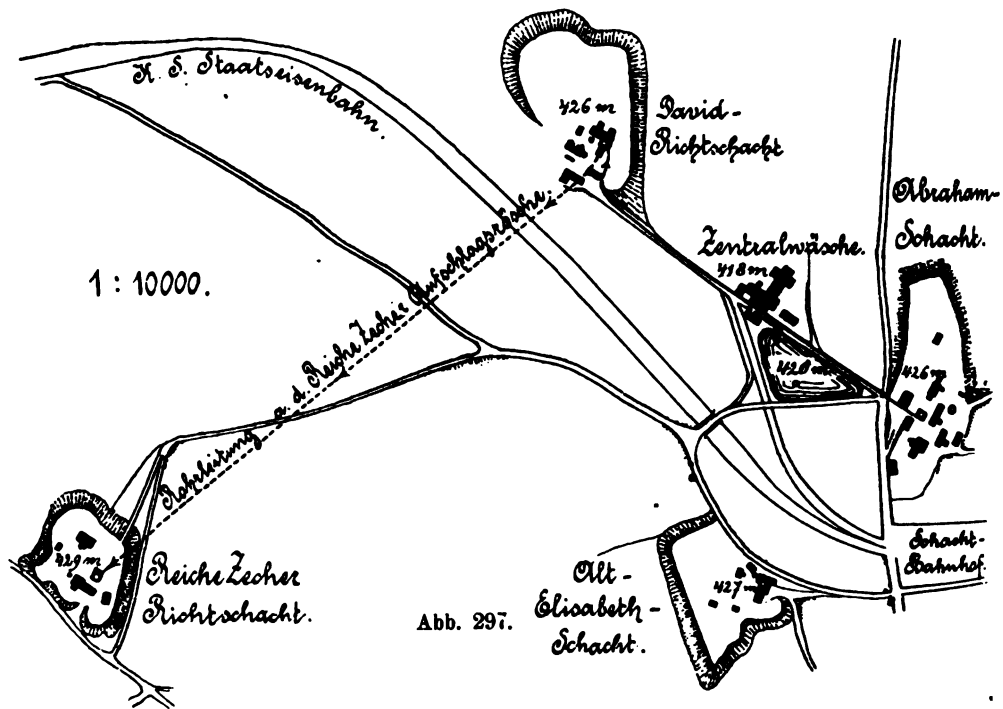 K. S. Staatseisenbahn.
426 m
David-
Richtschacht
Abraham-
Schacht.
Zentralwäsche.
418 m
1 : 10000.
420 m
426 m
Rohrleitung a. d. Reiche Zecher Aufschlagrösche.
429 m
Reiche Zecher
Richtschacht.
Abb. 297.
Alt-
Elisabeth-
Schacht.
427 m
Schacht-
Bahnhof.